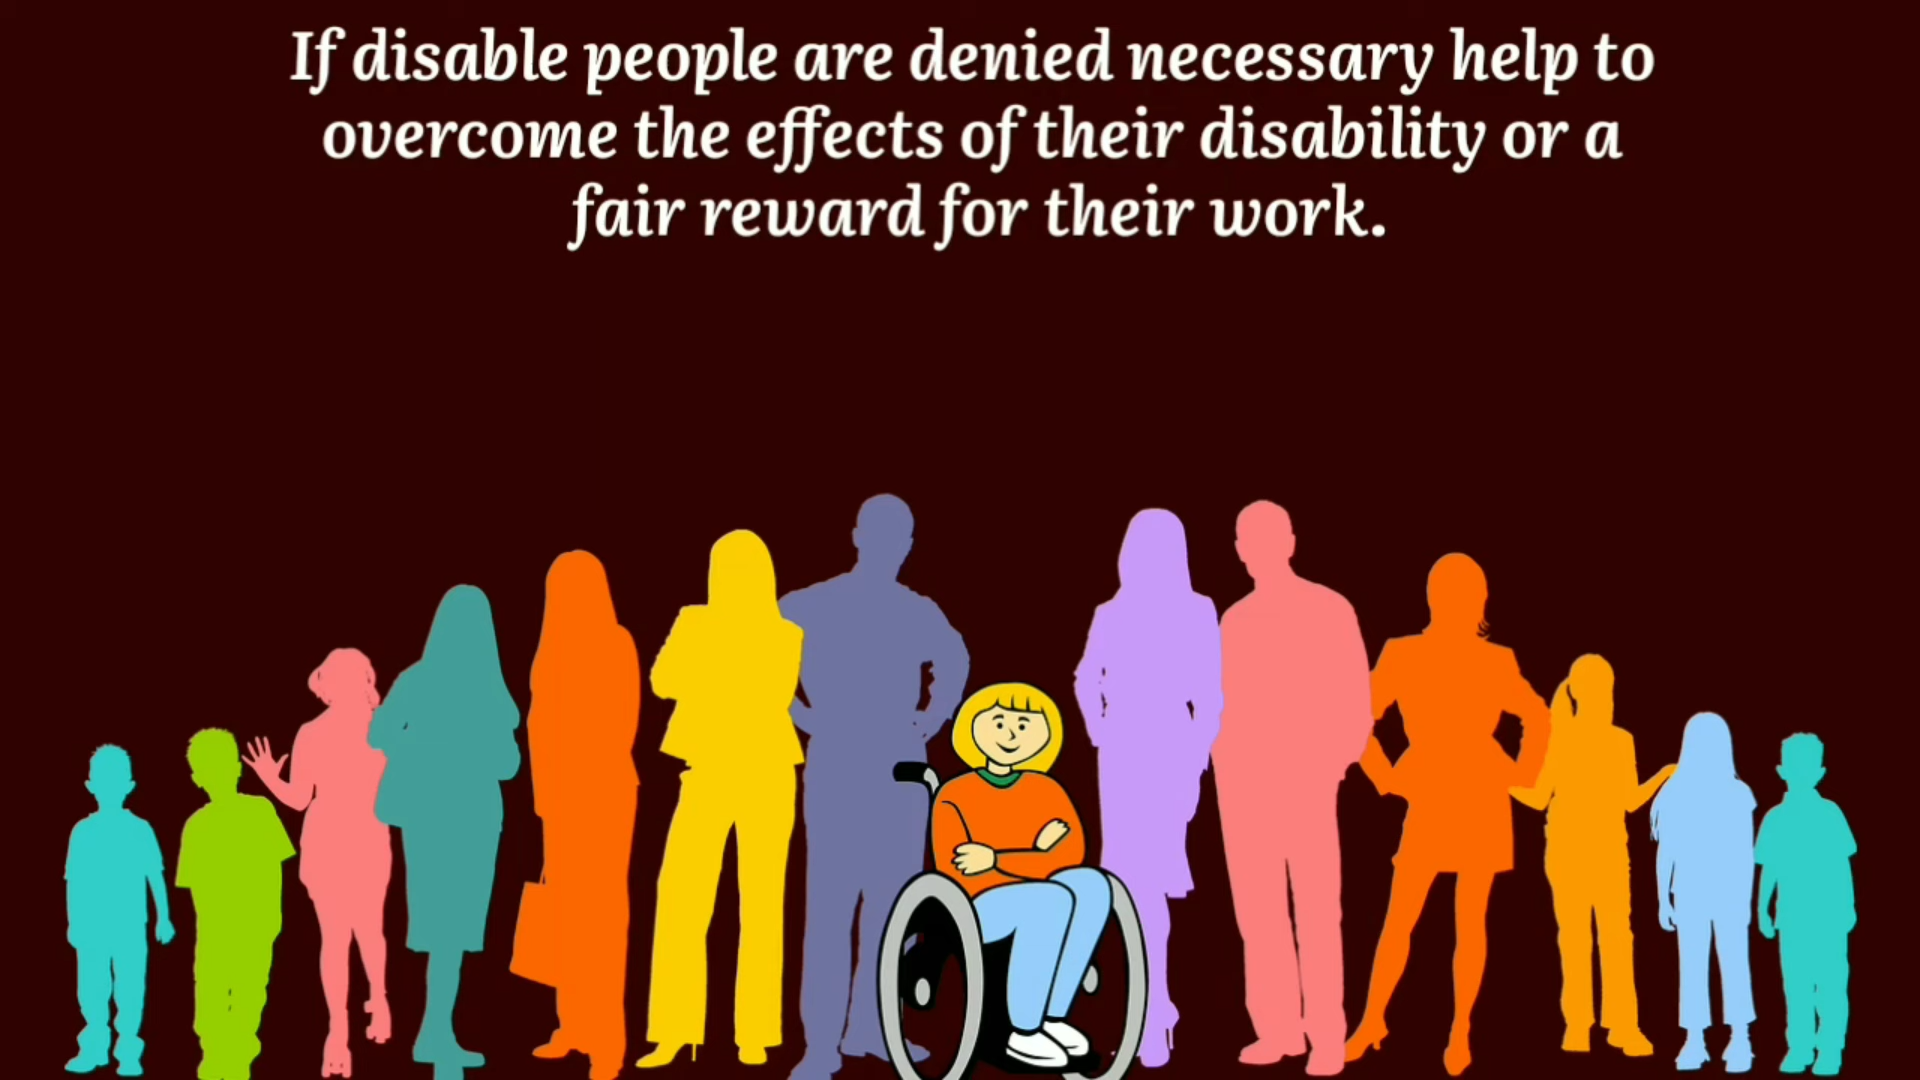 If disable people are denied necessary help to
overcome the effects of their disability or a
fair reward for their work.